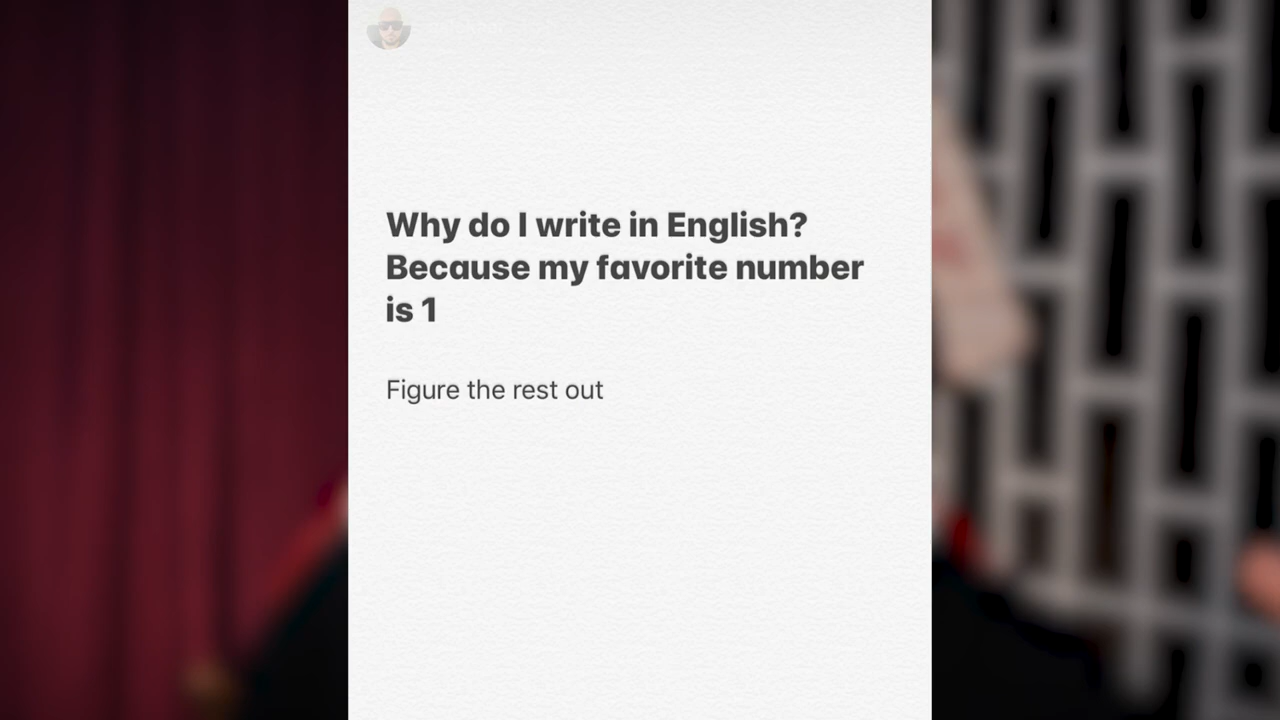 Why do I write in English?
Because my favorite number
is 1
Figure the rest out